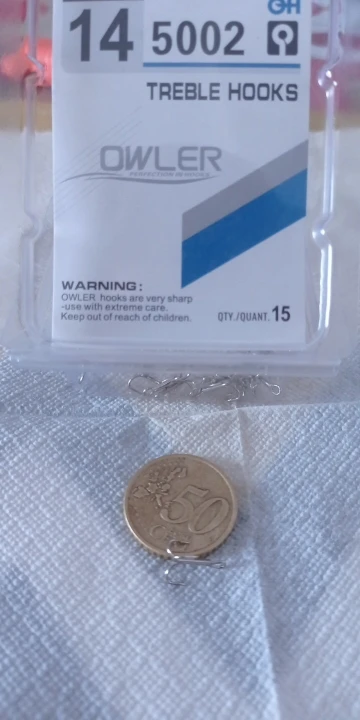 OH
14 5002
TREBLE HOOKS
OWLER
WARNING:
OWLER hooks are very sharp
-use with extreme care.
Keep out of reach of children.
QTY./QUANT. 15
50